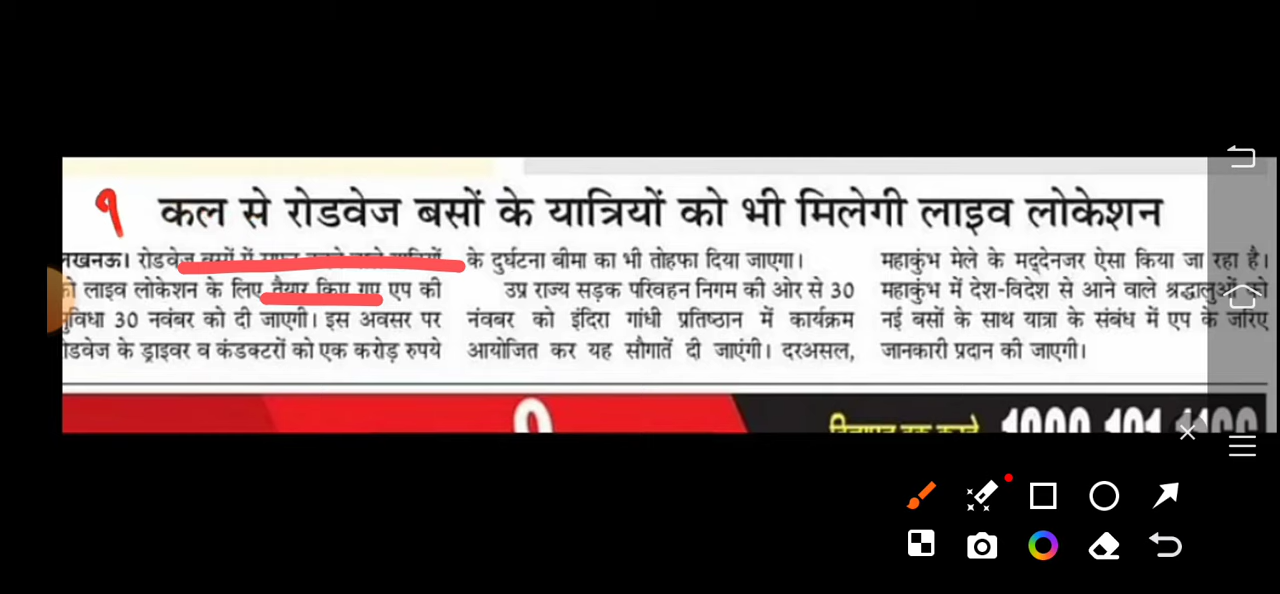 १ कल से रोडवेज बसों के यात्रियों को भी मिलेगी लाइव लोकेशन
लखनऊ। रोडवेज बसों में
को लाइव लोकेशन के लिए तैयार किए गए एप की
सुविधा 30 नवंबर को दी जाएगी। इस अवसर पर
रोडवेज के ड्राइवर व कंडक्टरों को एक करोड़ रुपये
के दुर्घटना बीमा का भी तोहफा दिया जाएगा।
उप्र राज्य सड़क परिवहन निगम की ओर से 30
नंवबर को इंदिरा गांधी प्रतिष्ठान में कार्यक्रम
आयोजित कर यह सौगातें दी जाएंगी। दरअसल,
महाकुंभ मेले के मद्देनजर ऐसा किया जा रहा है।
महाकुंभ में देश-विदेश से आने वाले श्रद्धालुओं को
नई बसों के साथ यात्रा के संबंध में एप के जरिए
जानकारी प्रदान की जाएगी।